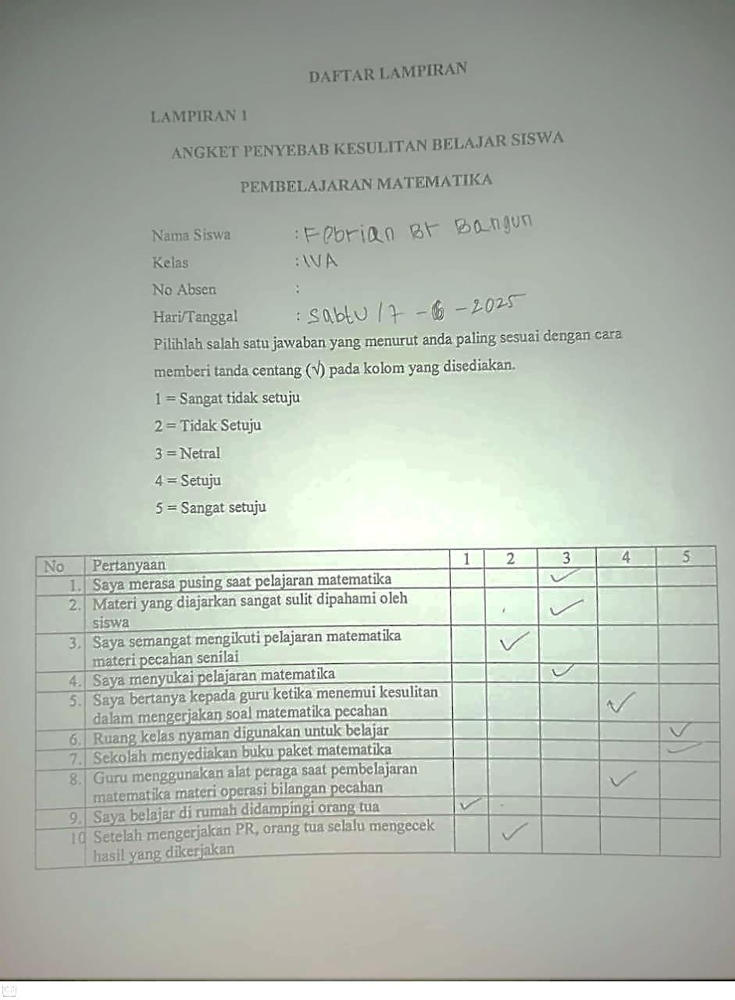 DAFTAR LAMPIRAN
LAMPIRAN 1
ANGKET PENYEBAB KESULITAN BELAJAR SISWA
PEMBELAJARAN MATEMATIKA
Nama Siswa : Febrian Br Bangun
Kelas : IVA
No Absen :
Hari/Tanggal : Sabtu / 7 - 6 - 2025
Pilihlah salah satu jawaban yang menurut anda paling sesuai dengan cara
memberi tanda centang (√) pada kolom yang disediakan.
1 = Sangat tidak setuju
2 = Tidak Setuju
3 = Netral
4 = Setuju
5 = Sangat setuju
No Pertanyaan 1 2 3 4 5
1. Saya merasa pusing saat pelajaran matematika ✓
2. Materi yang diajarkan sangat sulit dipahami oleh ✓
siswa
3. Saya semangat mengikuti pelajaran matematika ✓
materi pecahan senilai
4. Saya menyukai pelajaran matematika ✓
5. Saya bertanya kepada guru ketika menemui kesulitan ✓
dalam mengerjakan soal matematika pecahan
6. Ruang kelas nyaman digunakan untuk belajar ✓
7. Sekolah menyediakan buku paket matematika ✓
8. Guru menggunakan alat peraga saat pembelajaran ✓
matematika materi operasi bilangan pecahan
9. Saya belajar di rumah didampingi orang tua ✓
10 Setelah mengerjakan PR, orang tua selalu mengecek ✓
hasil yang dikerjakan
CS